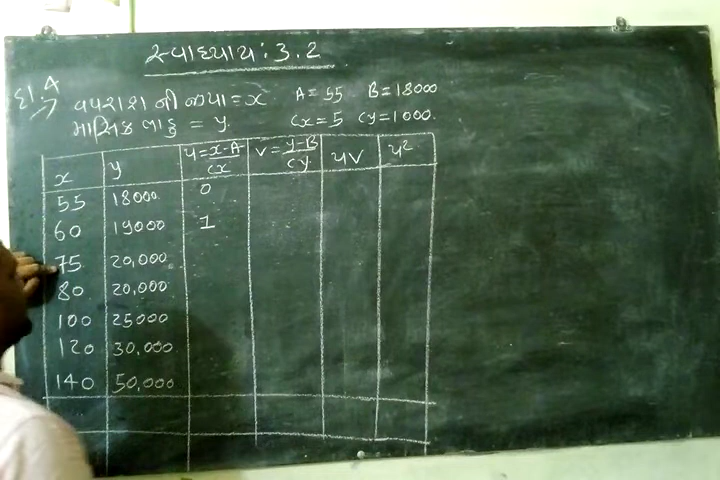 સ્વાધ્યાય: 3.2
દા.A
વપરાશની જગ્યા = x A = 55 B = 18000
માસિક ભાડું = y. Cx = 5 Cy = 1000.
x y u = x-A/Cx v = y-B/Cy uv u²
55 18000 0
60 19000 1
75 20,000
80 20,000
100 25000
120 30,000
140 50,000